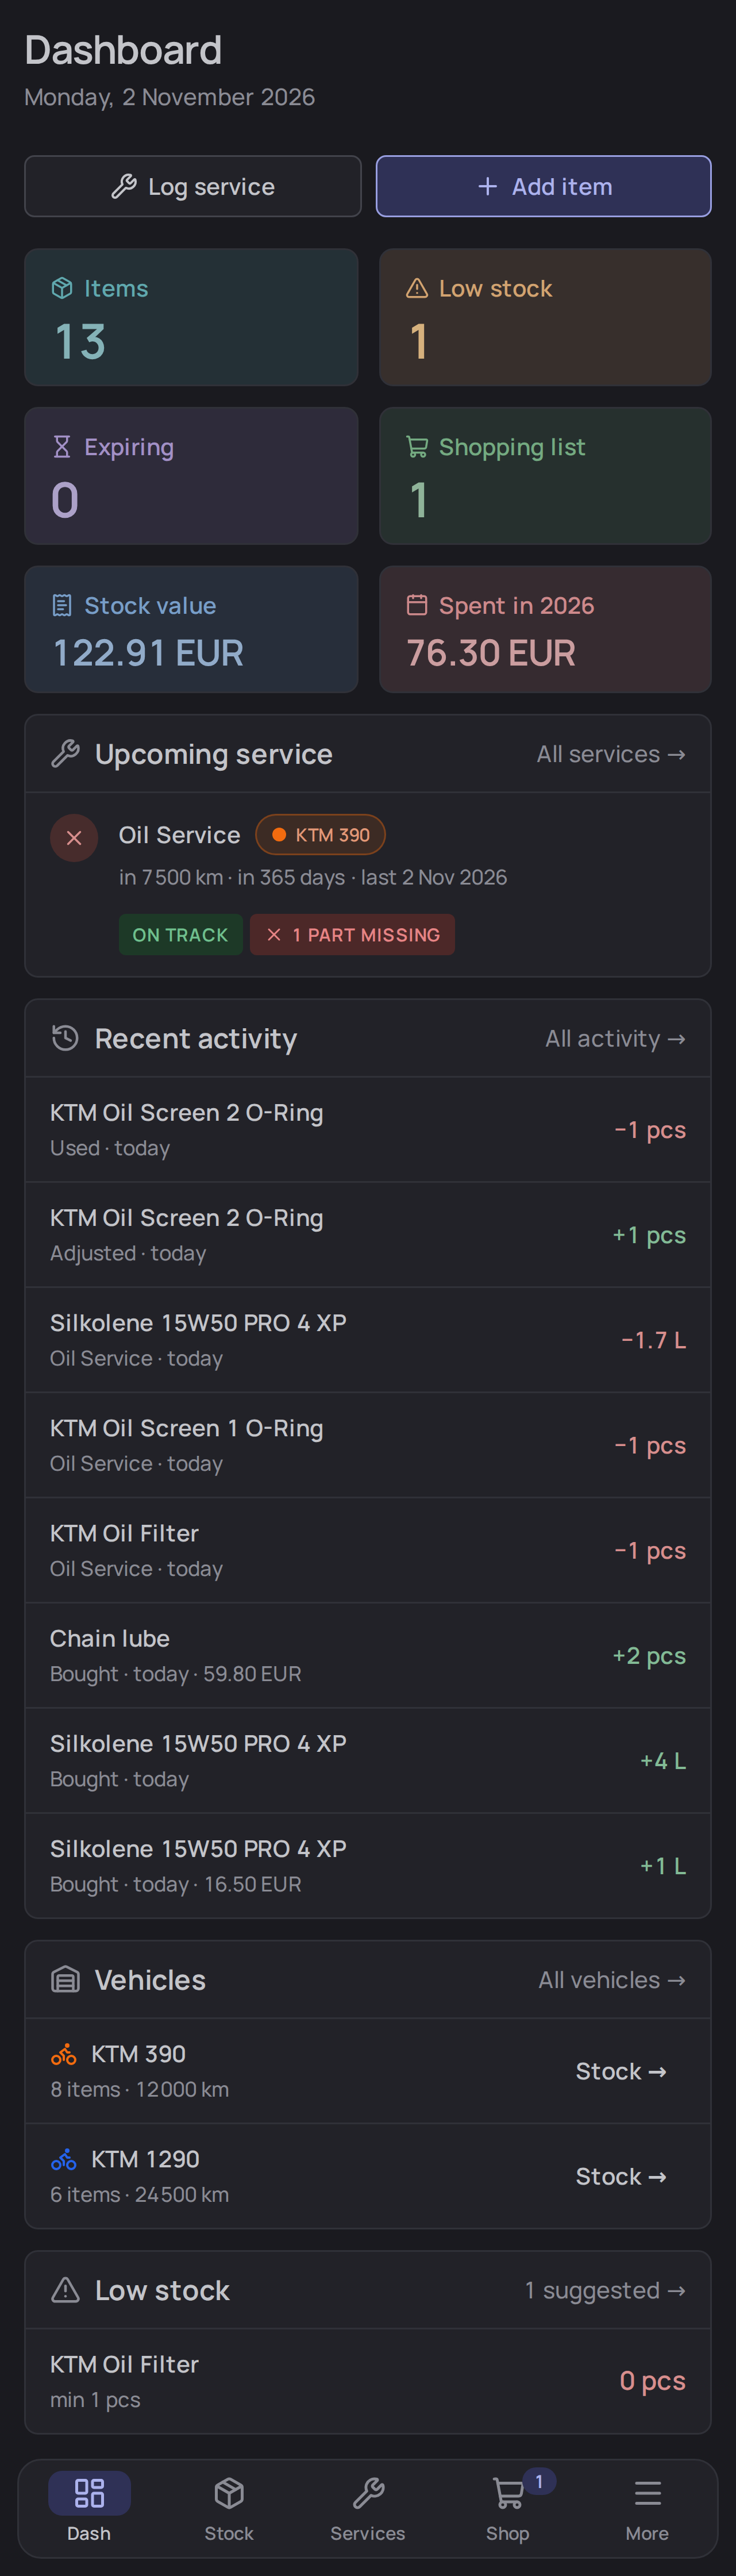 Dashboard
Monday, 2 November 2026
Log service
Add item
Items
13
Low stock
1
Expiring
0
Shopping list
1
Stock value
122.91 EUR
Spent in 2026
76.30 EUR
Upcoming service
All services →
Oil Service
KTM 390
in 7 500 km · in 365 days · last 2 Nov 2026
ON TRACK
1 PART MISSING
Recent activity
All activity →
KTM Oil Screen 2 O-Ring
Used · today
−1 pcs
KTM Oil Screen 2 O-Ring
Adjusted · today
+1 pcs
Silkolene 15W50 PRO 4 XP
Oil Service · today
−1.7 L
KTM Oil Screen 1 O-Ring
Oil Service · today
−1 pcs
KTM Oil Filter
Oil Service · today
−1 pcs
Chain lube
Bought · today · 59.80 EUR
+2 pcs
Silkolene 15W50 PRO 4 XP
Bought · today
+4 L
Silkolene 15W50 PRO 4 XP
Bought · today · 16.50 EUR
+1 L
Vehicles
All vehicles →
KTM 390
8 items · 12 000 km
Stock →
KTM 1290
6 items · 24 500 km
Stock →
Low stock
1 suggested →
KTM Oil Filter
min 1 pcs
0 pcs
1
Dash
Stock
Services
Shop
More